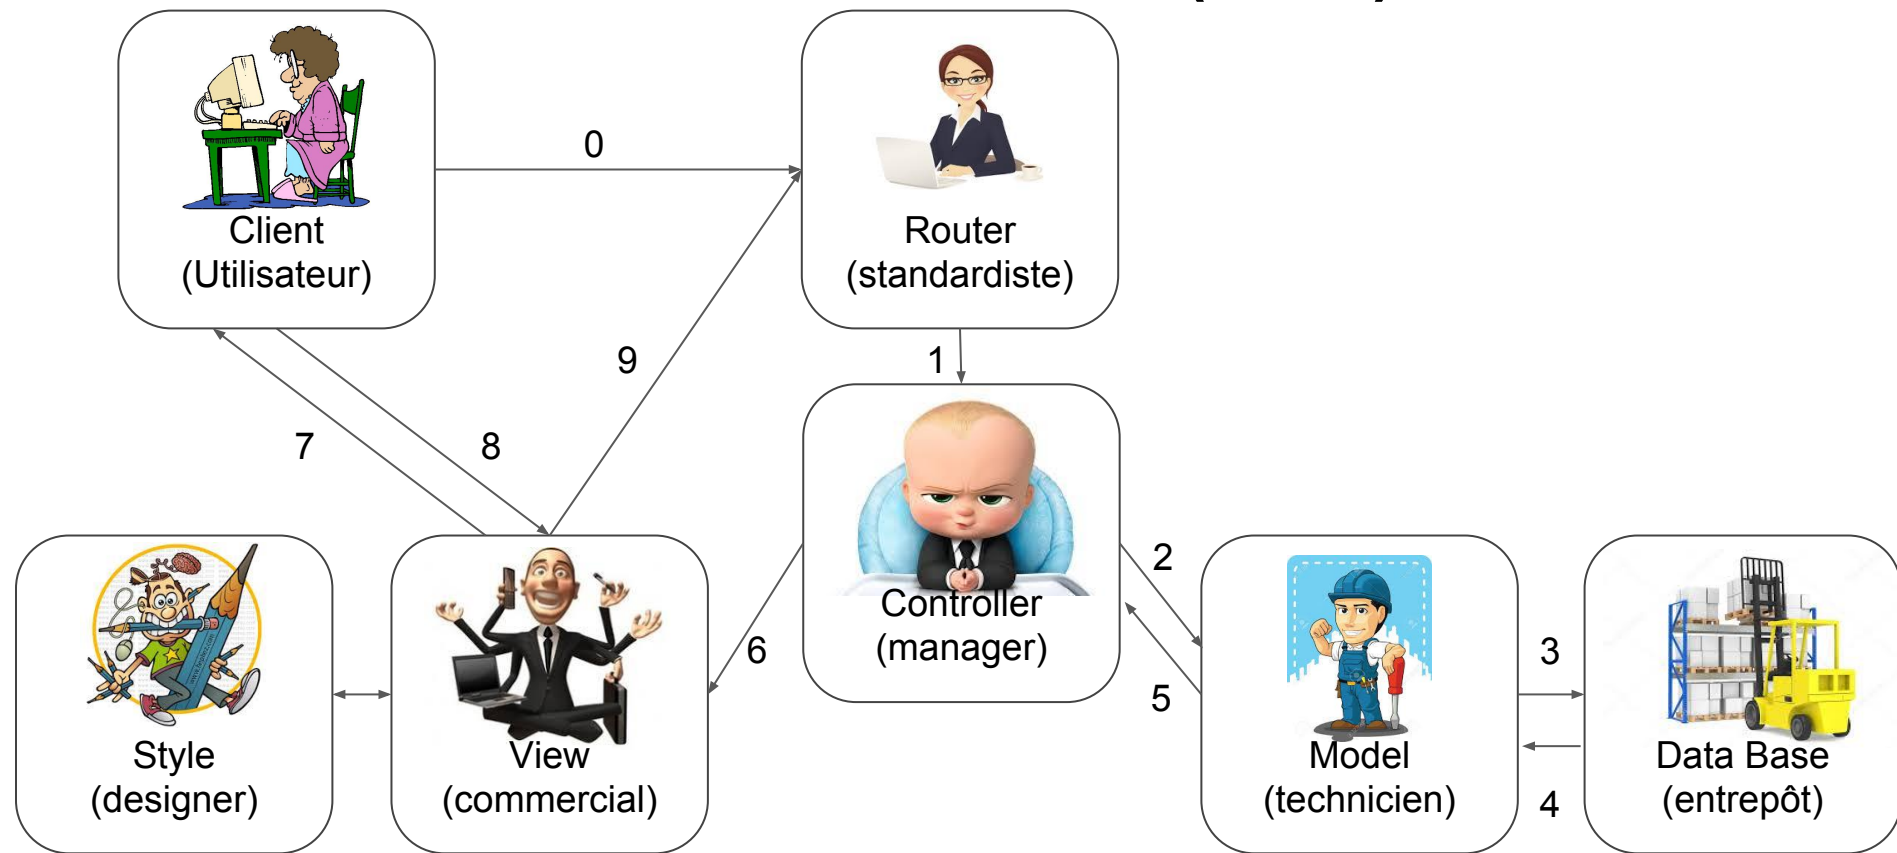 0
Client
(Utilisateur)
Router
(standardiste)
9
1
7
8
2
Controller
(manager)
6
3
5
Style
(designer)
View
(commercial)
Model
(technicien)
4
Data Base
(entrepôt)